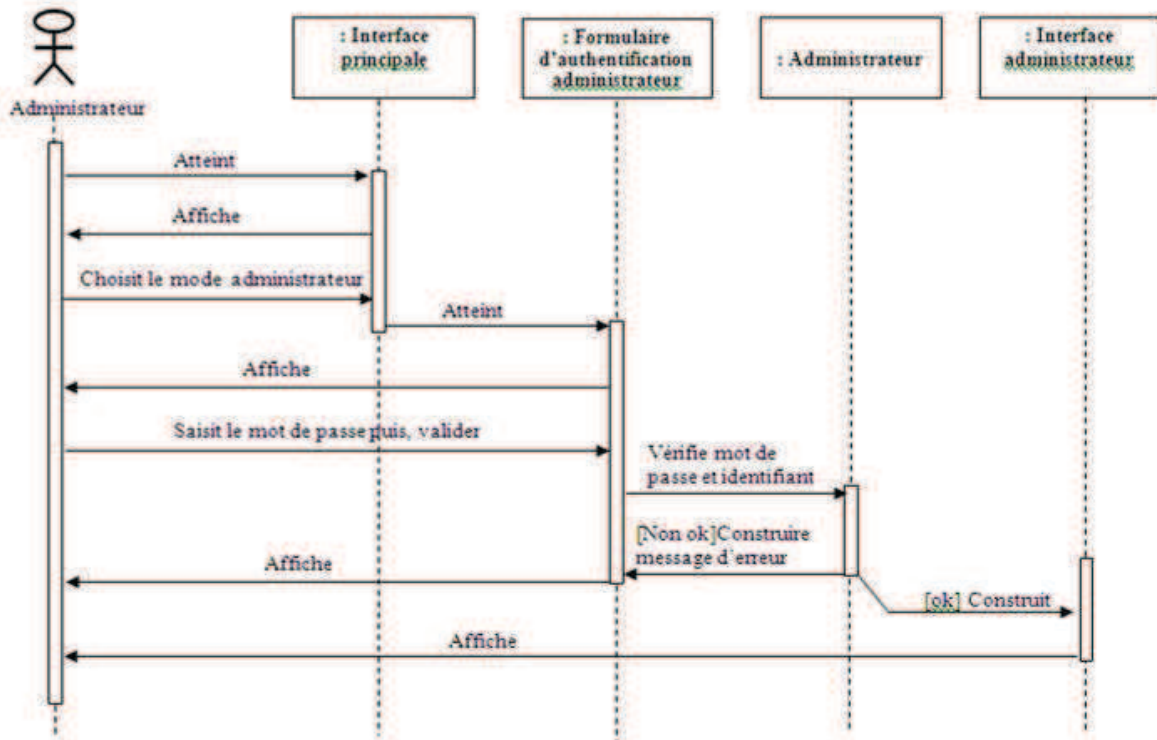 : Interface
principale
: Formulaire
d'authentification
administrateur
: Administrateur
: Interface
administrateur
Administrateur
Atteint
Affiche
Choisit le mode administrateur
Atteint
Affiche
Saisit le mot de passe puis, valider
Vérifie mot de
passe et identifiant
[Non ok]Construire
message d'erreur
Affiche
[ok] Construit
Affiche